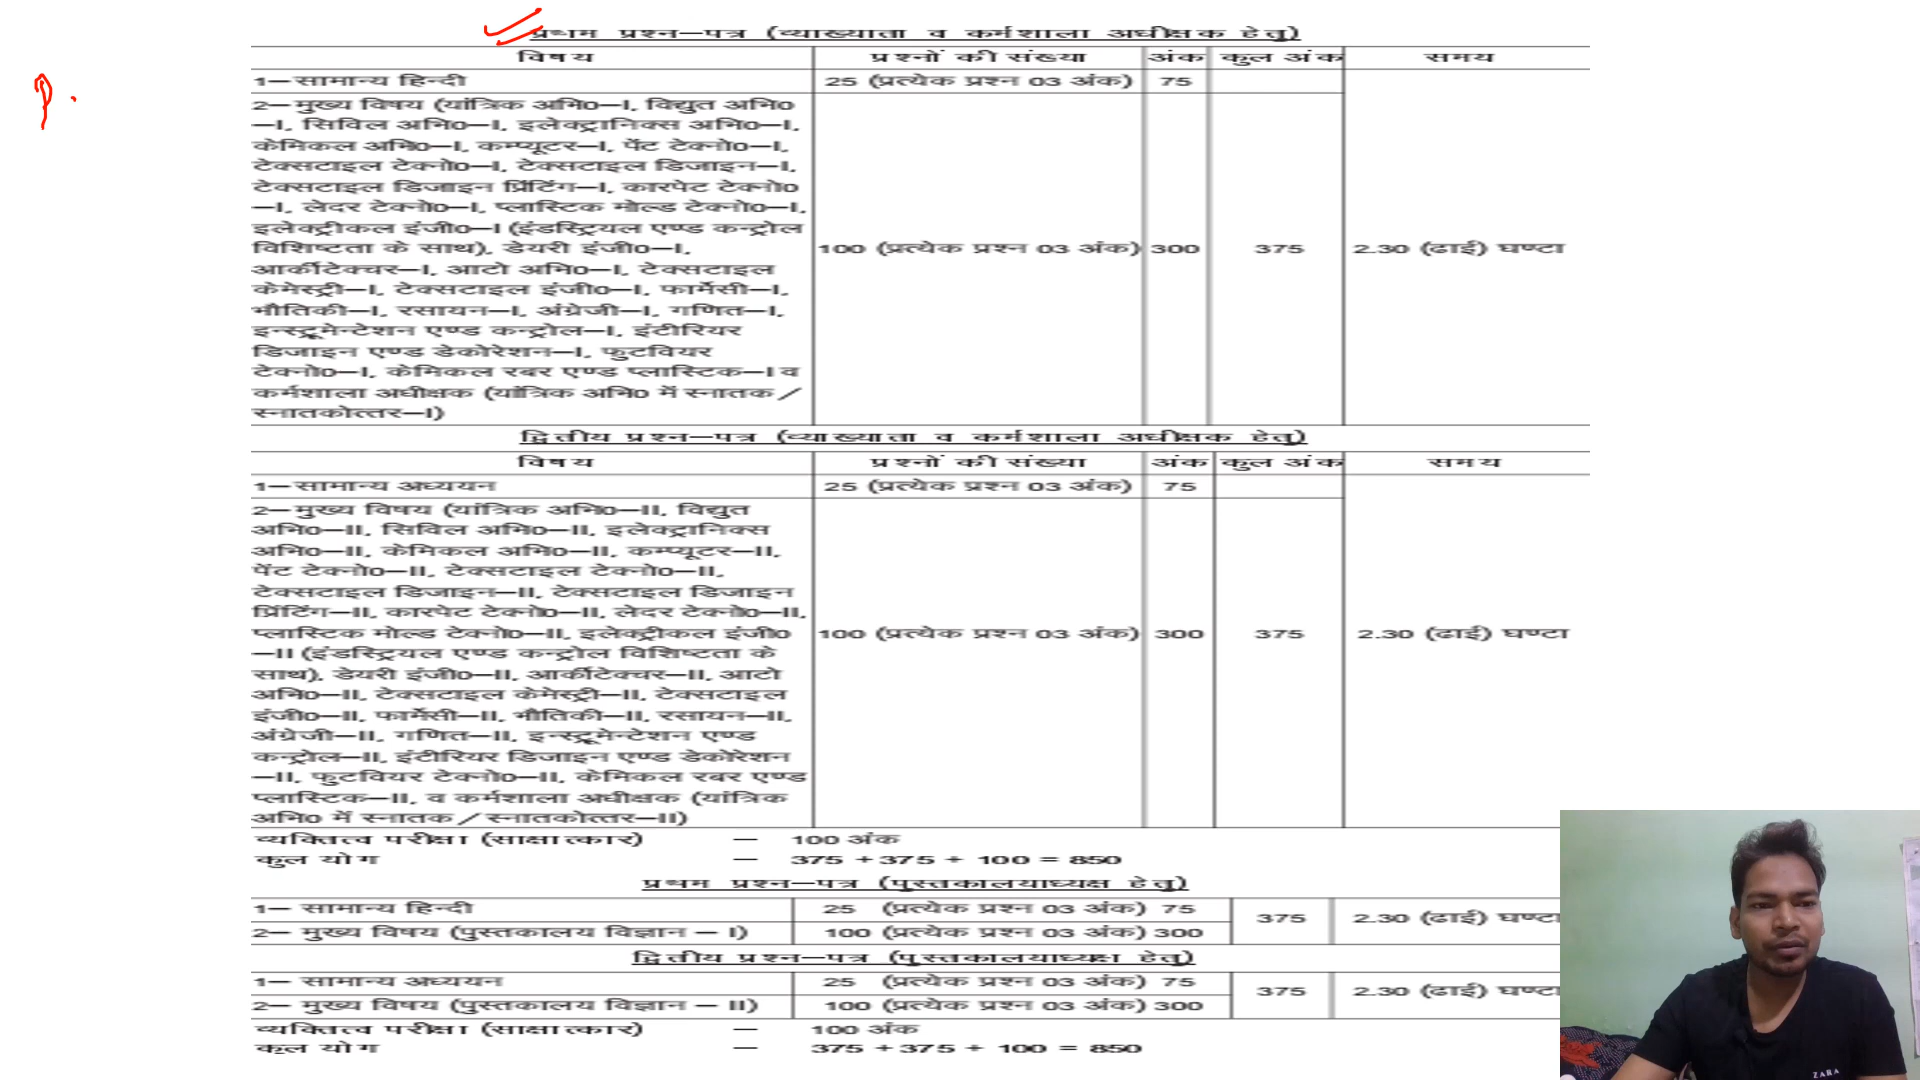 प्रथम प्रश्न–पत्र (व्याख्याता व कर्मशाला अधीक्षक हेतु)
विषय प्रश्नों की संख्या अंक कुल अंक समय
1–सामान्य हिन्दी 25 (प्रत्येक प्रश्न 03 अंक) 75
2–मुख्य विषय (यांत्रिक अभि0–I, विद्युत अभि0
–I, सिविल अभि0–I, इलेक्ट्रानिक्स अभि0–I,
केमिकल अभि0–I, कम्प्यूटर–I, पेंट टेक्नो0–I,
टेक्सटाइल टेक्नो0–I, टेक्सटाइल डिजाइन–I,
टेक्सटाइल डिजाइन प्रिंटिंग–I, कारपेट टेक्नो0
–I, लेदर टेक्नो0–I, प्लास्टिक मोल्ड टेक्नो0–I,
इलेक्ट्रीकल इंजी0–I (इंडस्ट्रियल एण्ड कन्ट्रोल
विशिष्टता के साथ), डेयरी इंजी0–I, 100 (प्रत्येक प्रश्न 03 अंक) 300 375 2.30 (ढाई) घण्टा
आर्कीटेक्चर–I, आटो अभि0–I, टेक्सटाइल
केमेस्ट्री–I, टेक्सटाइल इंजी0–I, फार्मेसी–I,
भौतिकी–I, रसायन–I, अंग्रेजी–I, गणित–I,
इन्स्ट्रूमेन्टेशन एण्ड कन्ट्रोल–I, इंटीरियर
डिजाइन एण्ड डेकोरेशन–I, फुटवियर
टेक्नो0–I, केमिकल रबर एण्ड प्लास्टिक–I व
कर्मशाला अधीक्षक (यांत्रिक अभि0 में स्नातक/
स्नातकोत्तर–I)
द्वितीय प्रश्न–पत्र (व्याख्याता व कर्मशाला अधीक्षक हेतु)
विषय प्रश्नों की संख्या अंक कुल अंक समय
1–सामान्य अध्ययन 25 (प्रत्येक प्रश्न 03 अंक) 75
2–मुख्य विषय (यांत्रिक अभि0–II, विद्युत
अभि0–II, सिविल अभि0–II, इलेक्ट्रानिक्स
अभि0–II, केमिकल अभि0–II, कम्प्यूटर–II,
पेंट टेक्नो0–II, टेक्सटाइल टेक्नो0–II,
टेक्सटाइल डिजाइन–II, टेक्सटाइल डिजाइन
प्रिंटिंग–II, कारपेट टेक्नो0–II, लेदर टेक्नो0–II,
प्लास्टिक मोल्ड टेक्नो0–II, इलेक्ट्रीकल इंजी0 100 (प्रत्येक प्रश्न 03 अंक) 300 375 2.30 (ढाई) घण्टा
–II (इंडस्ट्रियल एण्ड कन्ट्रोल विशिष्टता के
साथ), डेयरी इंजी0–II, आर्कीटेक्चर–II, आटो
अभि0–II, टेक्सटाइल केमेस्ट्री–II, टेक्सटाइल
इंजी0–II, फार्मेसी–II, भौतिकी–II, रसायन–II,
अंग्रेजी–II, गणित–II, इन्स्ट्रूमेन्टेशन एण्ड
कन्ट्रोल–II, इंटीरियर डिजाइन एण्ड डेकोरेशन
–II, फुटवियर टेक्नो0–II, केमिकल रबर एण्ड
प्लास्टिक–II, व कर्मशाला अधीक्षक (यांत्रिक
अभि0 में स्नातक/स्नातकोत्तर–II)
व्यक्तित्व परीक्षा (साक्षात्कार) – 100 अंक
कुल योग – 375 +375 + 100 = 850
प्रथम प्रश्न–पत्र (पुस्तकालयाध्यक्ष हेतु)
1– सामान्य हिन्दी 25 (प्रत्येक प्रश्न 03 अंक) 75
375 2.30 (ढाई) घण्टा
2– मुख्य विषय (पुस्तकालय विज्ञान – I) 100 (प्रत्येक प्रश्न 03 अंक) 300
द्वितीय प्रश्न–पत्र (पुस्तकालयाध्यक्ष हेतु)
1– सामान्य अध्ययन 25 (प्रत्येक प्रश्न 03 अंक) 75
375 2.30 (ढाई) घण्टा
2– मुख्य विषय (पुस्तकालय विज्ञान – II) 100 (प्रत्येक प्रश्न 03 अंक) 300
व्यक्तित्व परीक्षा (साक्षात्कार) – 100 अंक
कुल योग – 375 +375 + 100 = 850
ZARA